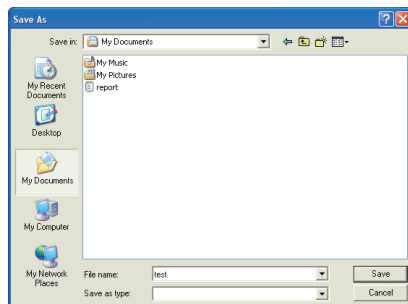 Save As
Save in: My Documents
My Music
My Pictures
report
My Recent
Documents
Desktop
My Documents
My Computer
My Network
Places
File name: test
Save as type:
Save
Cancel